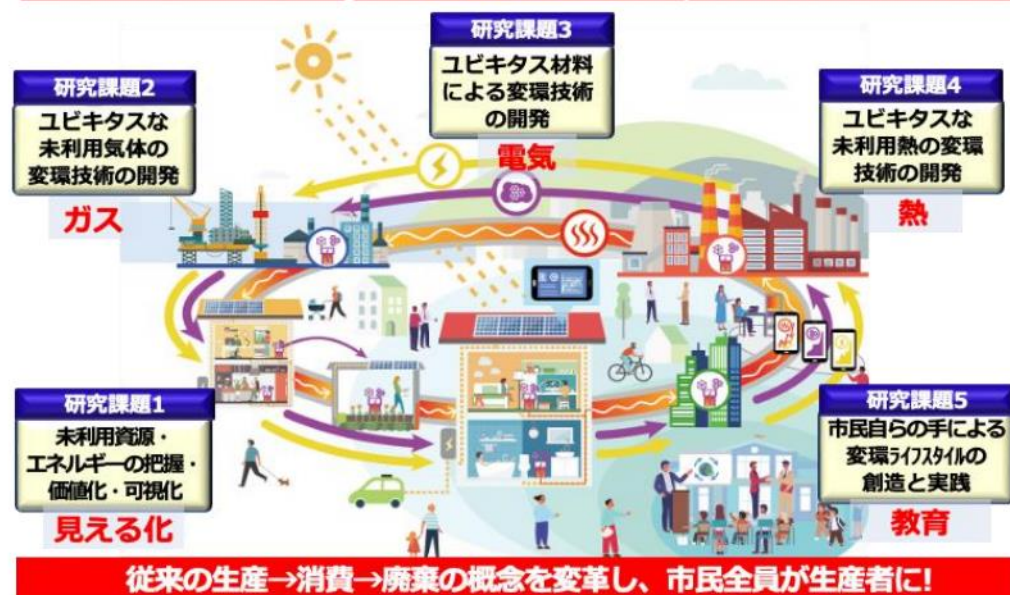 研究課題3
ユビキタス材料
による変環技術
の開発
電気
研究課題2
ユビキタスな
未利用気体の
変環技術の開発
ガス
研究課題4
ユビキタスな
未利用熱の変環
技術の開発
熱
研究課題1
未利用資源・
エネルギーの把握・
価値化・可視化
見える化
研究課題5
市民自らの手による
変環ライフスタイルの
創造と実践
教育
従来の生産→消費→廃棄の概念を変革し、市民全員が生産者に!